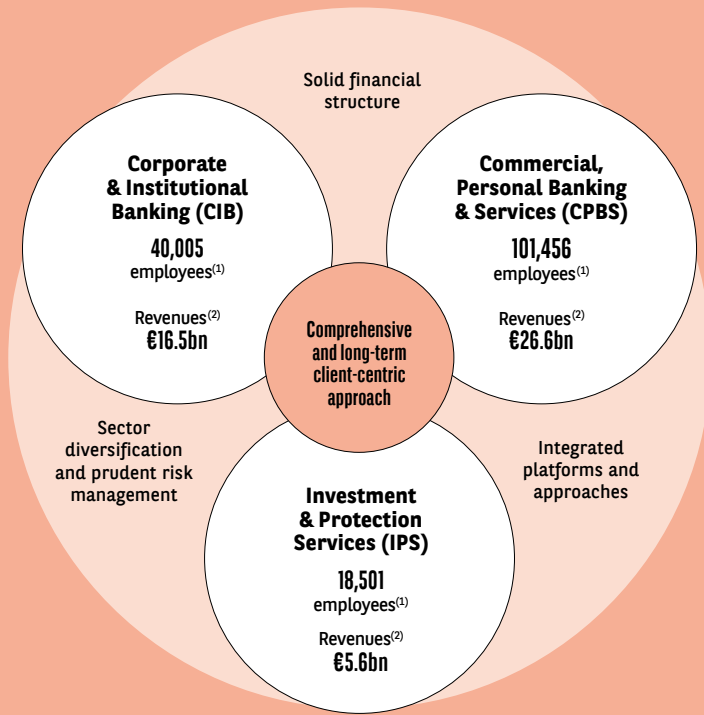 Solid financial
structure
Corporate
& Institutional
Banking (CIB)
40,005
employees(1)
Revenues(2)
€16.5bn
Commercial,
Personal Banking
& Services (CPBS)
101,456
employees(1)
Revenues(2)
€26.6bn
Comprehensive
and long-term
client-centric
approach
Sector
diversification
and prudent risk
management
Integrated
platforms and
approaches
Investment
& Protection
Services (IPS)
18,501
employees(1)
Revenues(2)
€5.6bn